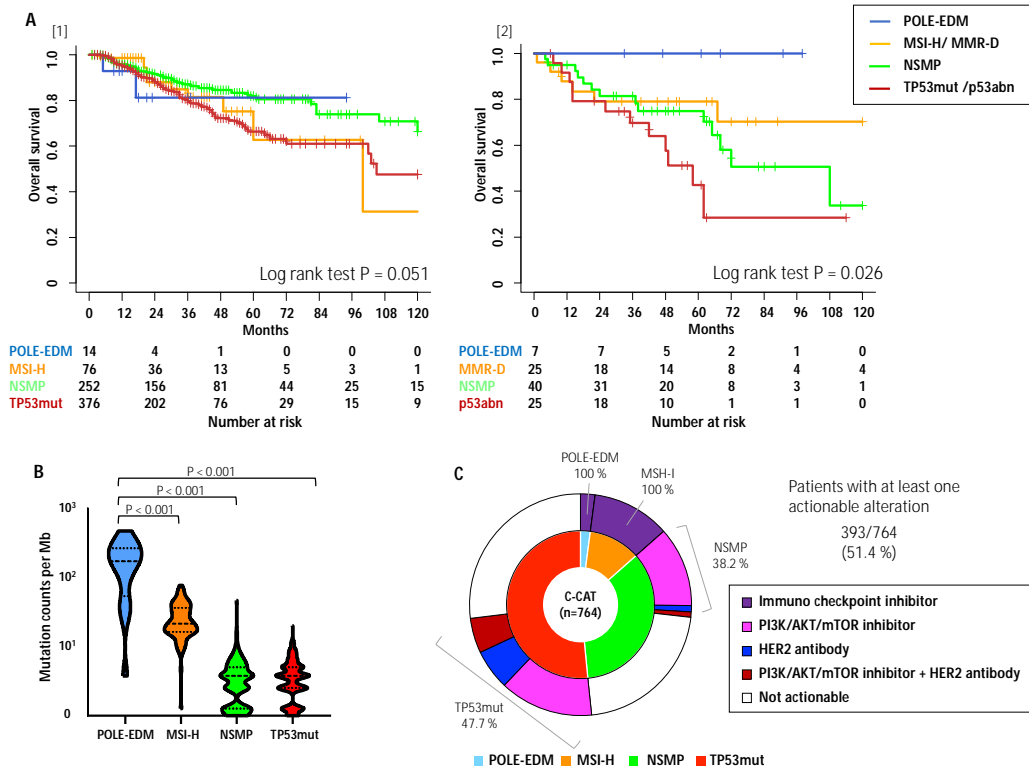 A
[1]
Overall survival
1.0
0.8
0.6
0.4
0.2
0
Log rank test P = 0.051
0 12 24 36 48 60 72 84 96 108 120
Months
POLE-EDM 14 4 1 0 0 0
MSI-H 76 36 13 5 3 1
NSMP 252 156 81 44 25 15
TP53mut 376 202 76 29 15 9
Number at risk
[2]
Overall survival
1.0
0.8
0.6
0.4
0.2
0
Log rank test P = 0.026
0 12 24 36 48 60 72 84 96 108 120
Months
POLE-EDM 7 7 5 2 1 0
MMR-D 25 18 14 8 4 4
NSMP 40 31 20 8 3 1
p53abn 25 18 10 1 1 0
Number at risk
POLE-EDM
MSI-H/ MMR-D
NSMP
TP53mut /p53abn
B
P < 0.001
P < 0.001
P < 0.001
Mutation counts per Mb
10³
10²
10¹
0
POLE-EDM MSI-H NSMP TP53mut
C
POLE-EDM
100 %
MSH-I
100 %
NSMP
38.2 %
TP53mut
47.7 %
C-CAT
(n=764)
Patients with at least one
actionable alteration
393/764
(51.4 %)
Immuno checkpoint inhibitor
PI3K/AKT/mTOR inhibitor
HER2 antibody
PI3K/AKT/mTOR inhibitor + HER2 antibody
Not actionable
POLE-EDM MSI-H NSMP TP53mut